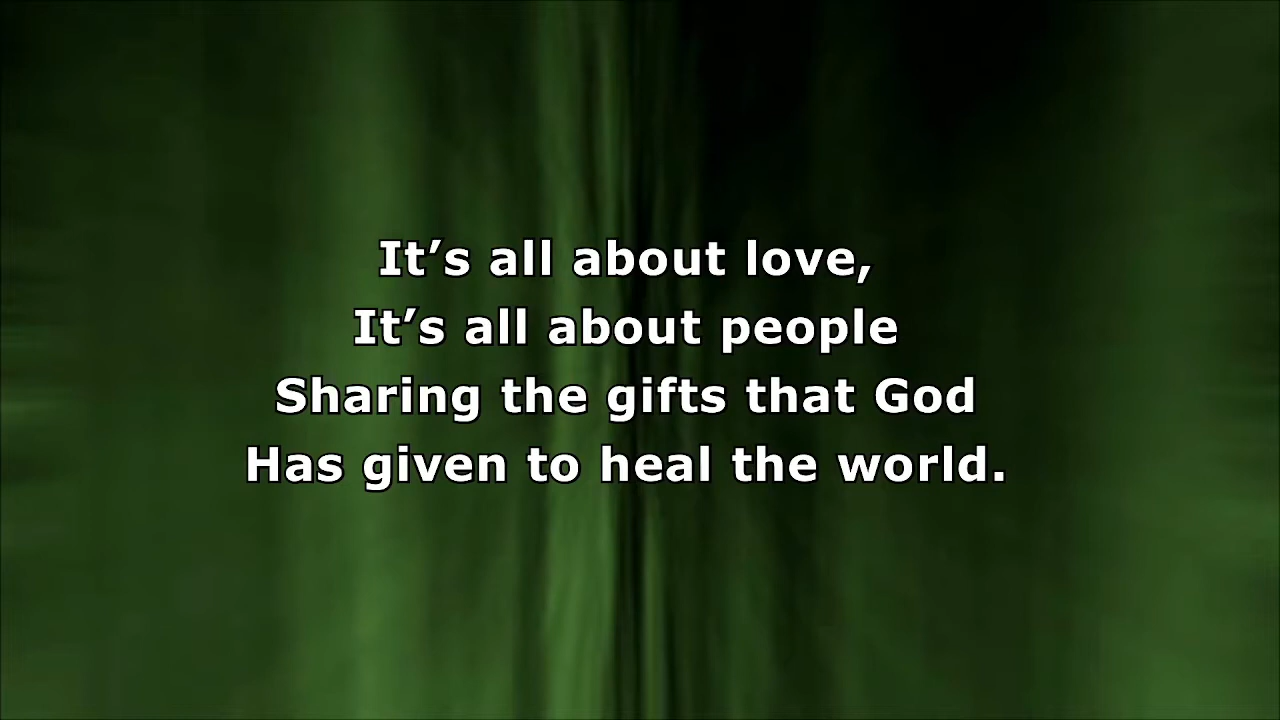 It’s all about love,
It’s all about people
Sharing the gifts that God
Has given to heal the world.